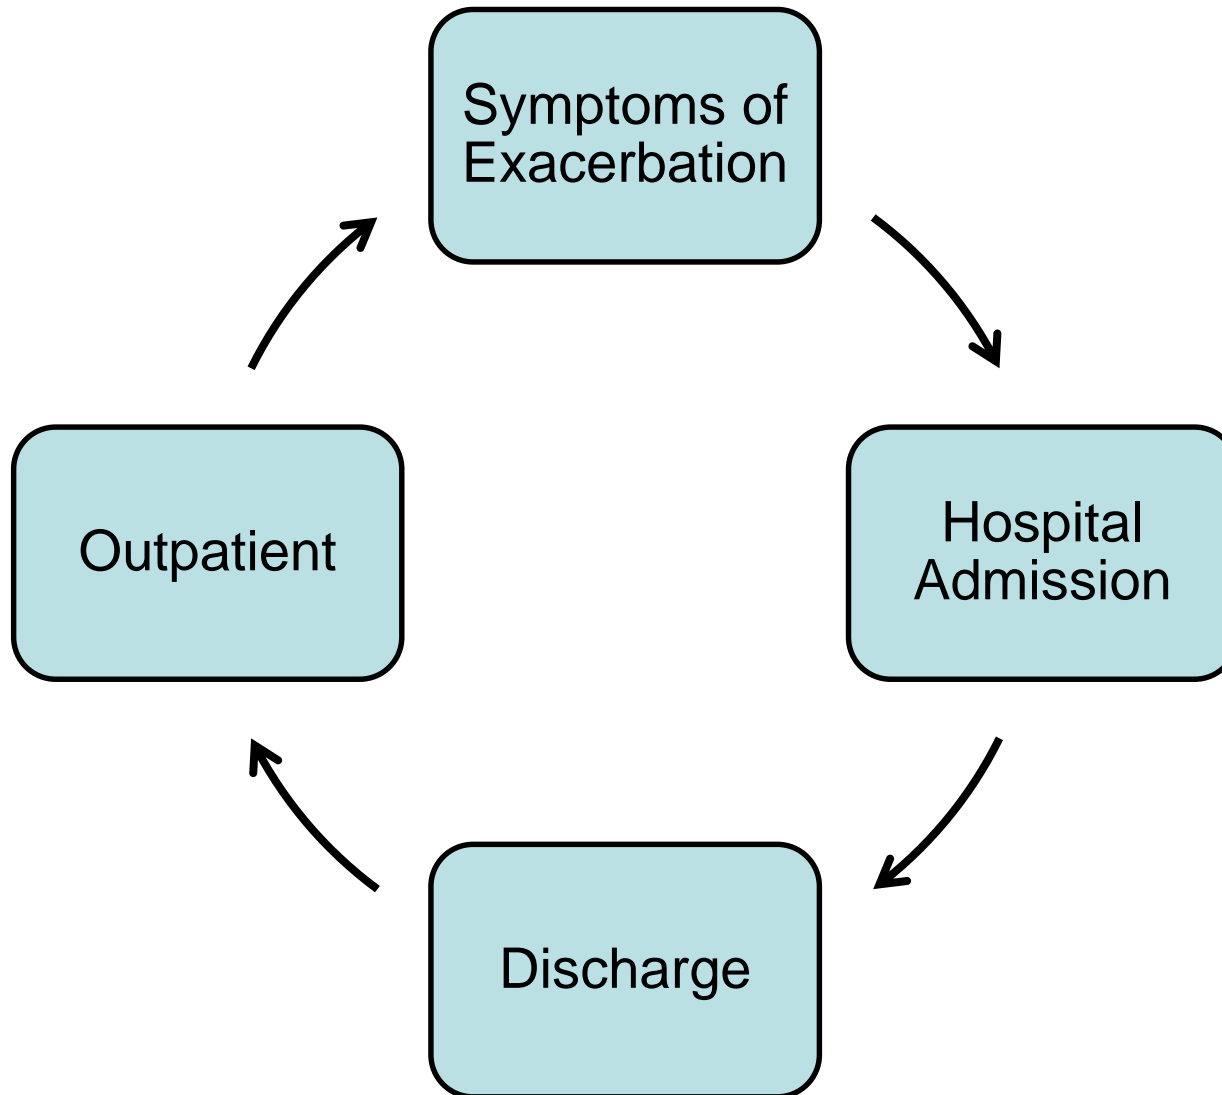 Symptoms of
Exacerbation
Outpatient
Hospital
Admission
Discharge